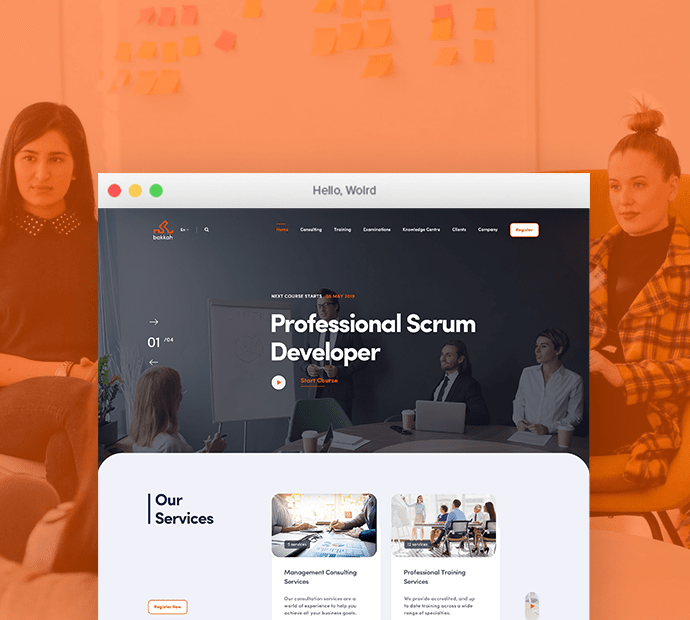 Hello, Wolrd
bakkah
En
Home Consulting Training Examinations Knowledge Centre Clients Company Register
NEXT COURSE STARTS 05 MAY 2019
Professional Scrum
Developer
01 /04
Start Course
Our
Services
5 services
12 services
Management Consulting
Services
Professional Training
Services
Our consultation services are a
world of experience to help you
achieve all your business goals.
We provide accredited, and up
to date training across a wide
range of specialties.
Register Now